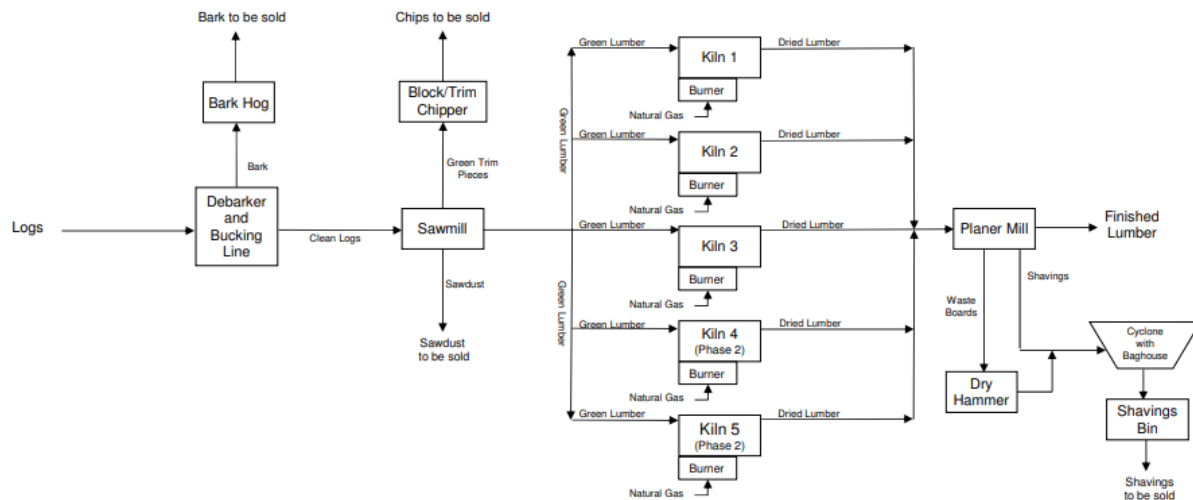 Bark to be sold
Chips to be sold
Bark Hog
Block/Trim
Chipper
Bark
Green Trim
Pieces
Logs
Debarker
and
Bucking
Line
Clean Logs
Sawmill
Sawdust
Sawdust
to be sold
Green Lumber
Green Lumber
Green Lumber
Kiln 1
Burner
Natural Gas
Dried Lumber
Green Lumber
Kiln 2
Burner
Natural Gas
Dried Lumber
Green Lumber
Kiln 3
Burner
Natural Gas
Dried Lumber
Green Lumber
Kiln 4
(Phase 2)
Burner
Natural Gas
Dried Lumber
Green Lumber
Kiln 5
(Phase 2)
Burner
Natural Gas
Dried Lumber
Planer Mill
Finished
Lumber
Shavings
Waste
Boards
Dry
Hammer
Cyclone
with
Baghouse
Shavings
Bin
Shavings
to be sold